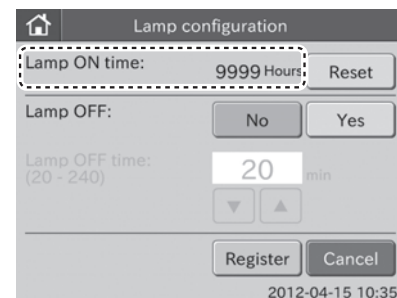 Lamp configuration
Lamp ON time: 9999 Hours Reset
Lamp OFF: No Yes
Lamp OFF time:
(20 - 240) 20 min
Register Cancel
2012-04-15 10:35